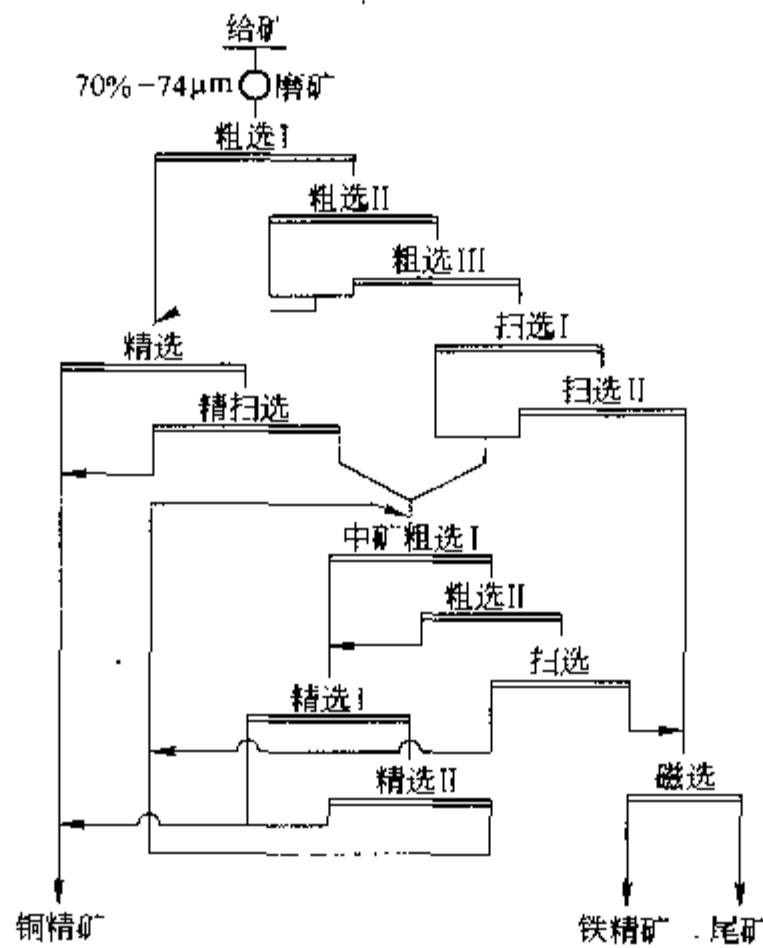 给矿
70%-74μm 磨矿
粗选I
粗选II
粗选III
扫选I
精选
扫选II
精扫选
中矿粗选I
粗选II
扫选
精选I
精选II
磁选
铜精矿
铁精矿
尾矿